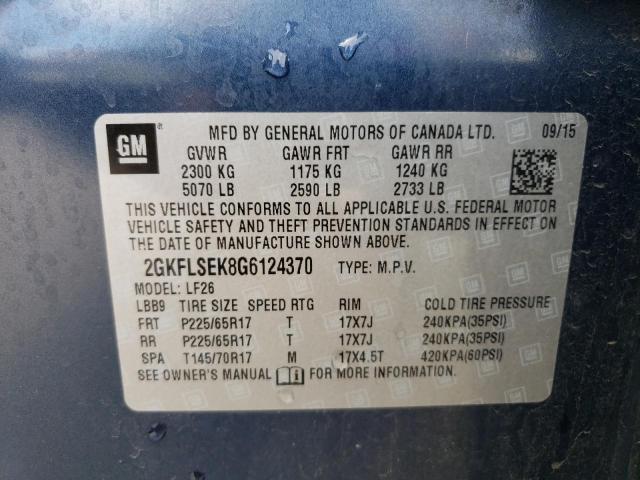 GM
MFD BY GENERAL MOTORS OF CANADA LTD. 09/15
GVWR GAWR FRT GAWR RR
2300 KG 1175 KG 1240 KG
5070 LB 2590 LB 2733 LB
THIS VEHICLE CONFORMS TO ALL APPLICABLE U.S. FEDERAL MOTOR
VEHICLE SAFETY AND THEFT PREVENTION STANDARDS IN EFFECT ON
THE DATE OF MANUFACTURE SHOWN ABOVE.
2GKFLSEK8G6124370 TYPE: M.P.V.
MODEL: LF26
LBB9 TIRE SIZE SPEED RTG RIM COLD TIRE PRESSURE
FRT P225/65R17 T 17X7J 240KPA(35PSI)
RR P225/65R17 T 17X7J 240KPA(35PSI)
SPA T145/70R17 M 17X4.5T 420KPA(60PSI)
SEE OWNER'S MANUAL FOR MORE INFORMATION.